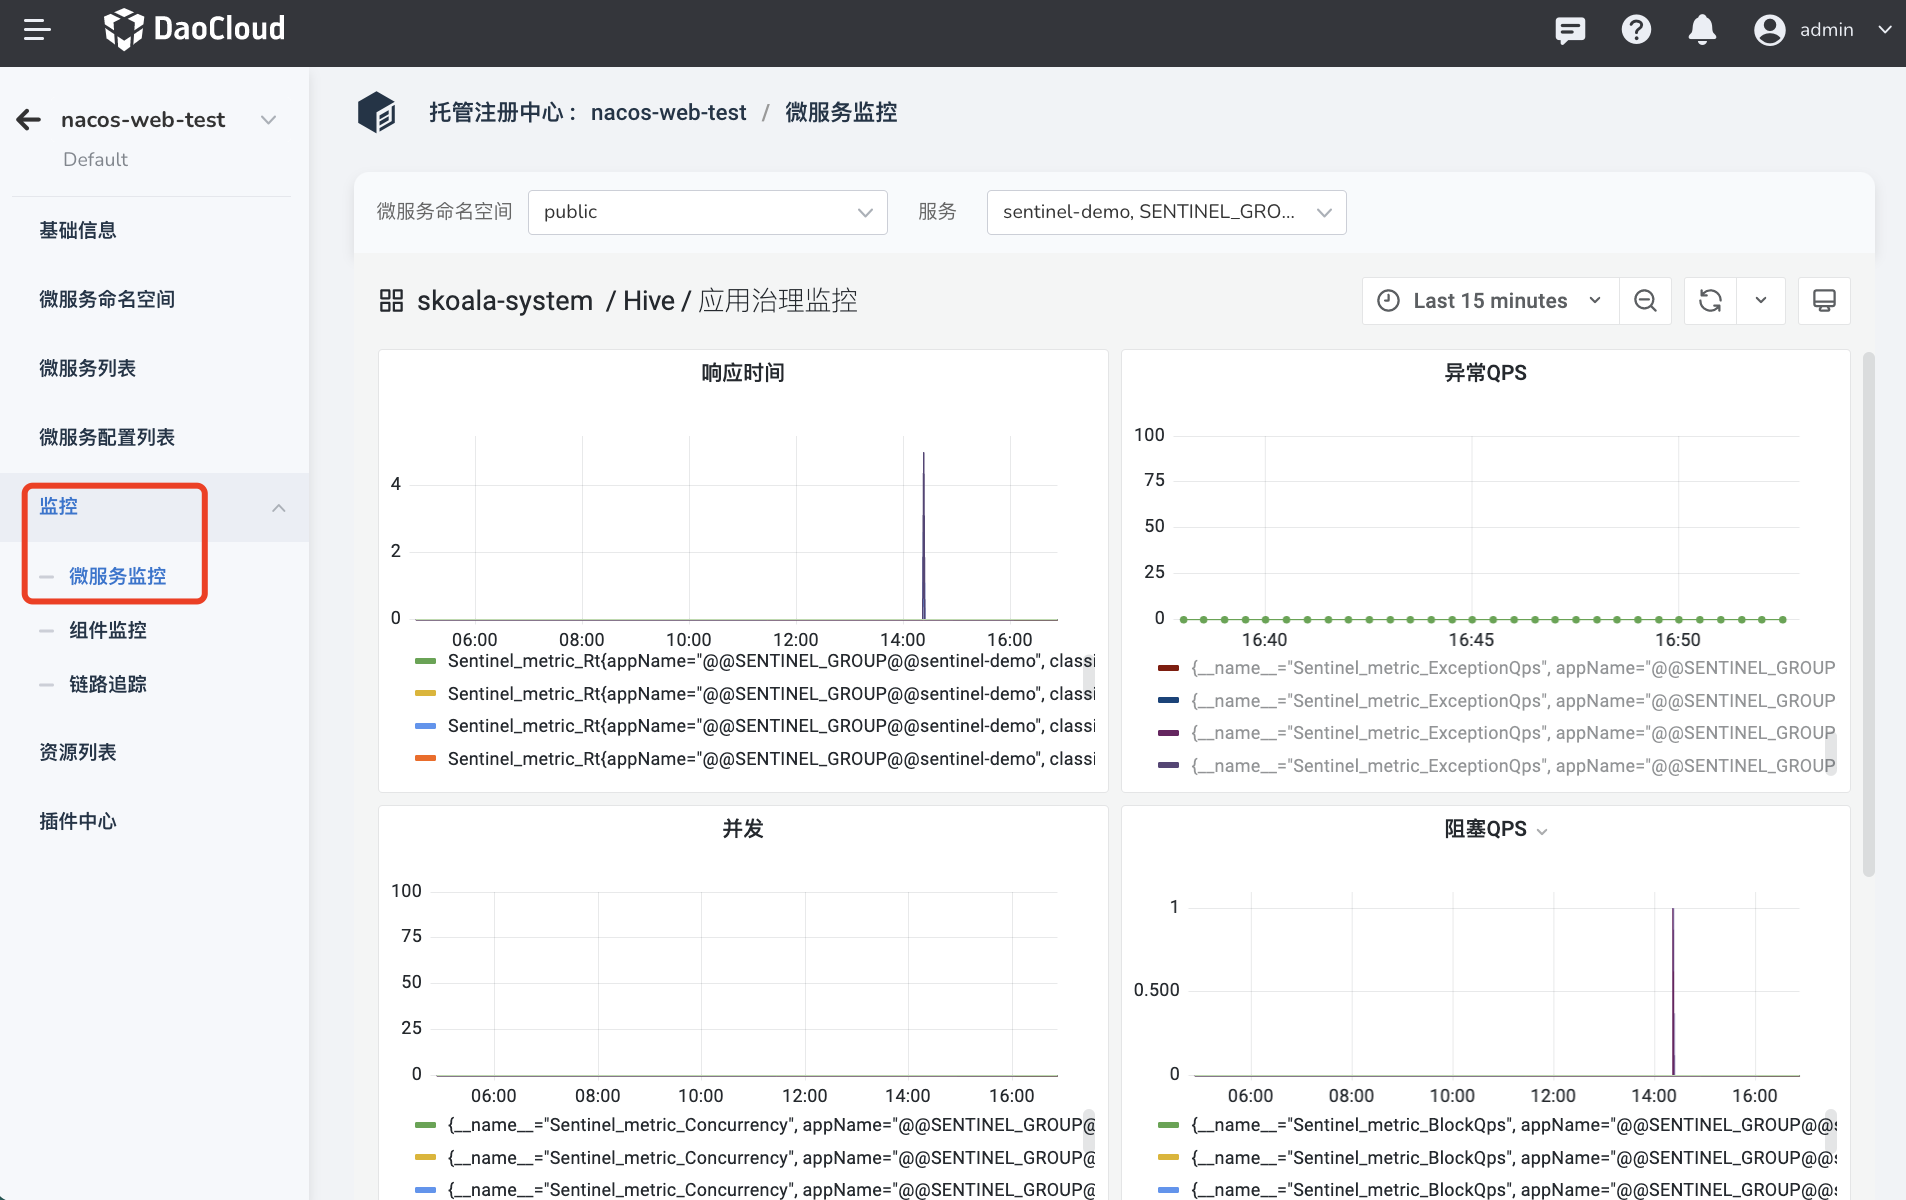 DaoCloud
admin
nacos-web-test
Default
基础信息
微服务命名空间
微服务列表
微服务配置列表
监控
微服务监控
组件监控
链路追踪
资源列表
插件中心
托管注册中心： nacos-web-test / 微服务监控
微服务命名空间 public 服务 sentinel-demo, SENTINEL_GRO...
skoala-system / Hive / 应用治理监控
Last 15 minutes
响应时间
4
2
0
06:00 08:00 10:00 12:00 14:00 16:00
Sentinel_metric_Rt{appName="@@SENTINEL_GROUP@@sentinel-demo", classi
Sentinel_metric_Rt{appName="@@SENTINEL_GROUP@@sentinel-demo", classi
Sentinel_metric_Rt{appName="@@SENTINEL_GROUP@@sentinel-demo", classi
Sentinel_metric_Rt{appName="@@SENTINEL_GROUP@@sentinel-demo", classi
异常QPS
100
75
50
25
0
16:40 16:45 16:50
{__name__="Sentinel_metric_ExceptionQps", appName="@@SENTINEL_GROUP
{__name__="Sentinel_metric_ExceptionQps", appName="@@SENTINEL_GROUP
{__name__="Sentinel_metric_ExceptionQps", appName="@@SENTINEL_GROUP
{__name__="Sentinel_metric_ExceptionQps", appName="@@SENTINEL_GROUP
并发
100
75
50
25
0
06:00 08:00 10:00 12:00 14:00 16:00
{__name__="Sentinel_metric_Concurrency", appName="@@SENTINEL_GROUP@
{__name__="Sentinel_metric_Concurrency", appName="@@SENTINEL_GROUP@
{__name__="Sentinel_metric_Concurrency", appName="@@SENTINEL_GROUP@
阻塞QPS
1
0.500
0
06:00 08:00 10:00 12:00 14:00 16:00
{__name__="Sentinel_metric_BlockQps", appName="@@SENTINEL_GROUP@@s
{__name__="Sentinel_metric_BlockQps", appName="@@SENTINEL_GROUP@@s
{__name__="Sentinel_metric_BlockQps", appName="@@SENTINEL_GROUP@@s